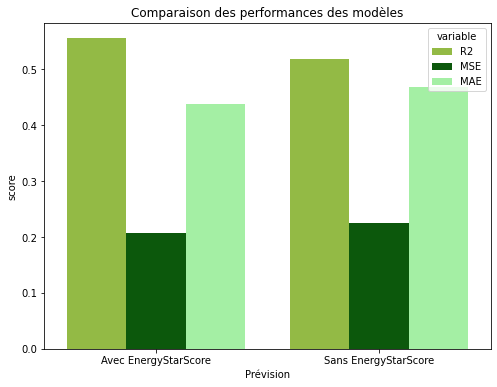 Comparaison des performances des modèles
variable
R2
MSE
MAE
score
0.5
0.4
0.3
0.2
0.1
0.0
Avec EnergyStarScore
Sans EnergyStarScore
Prévision